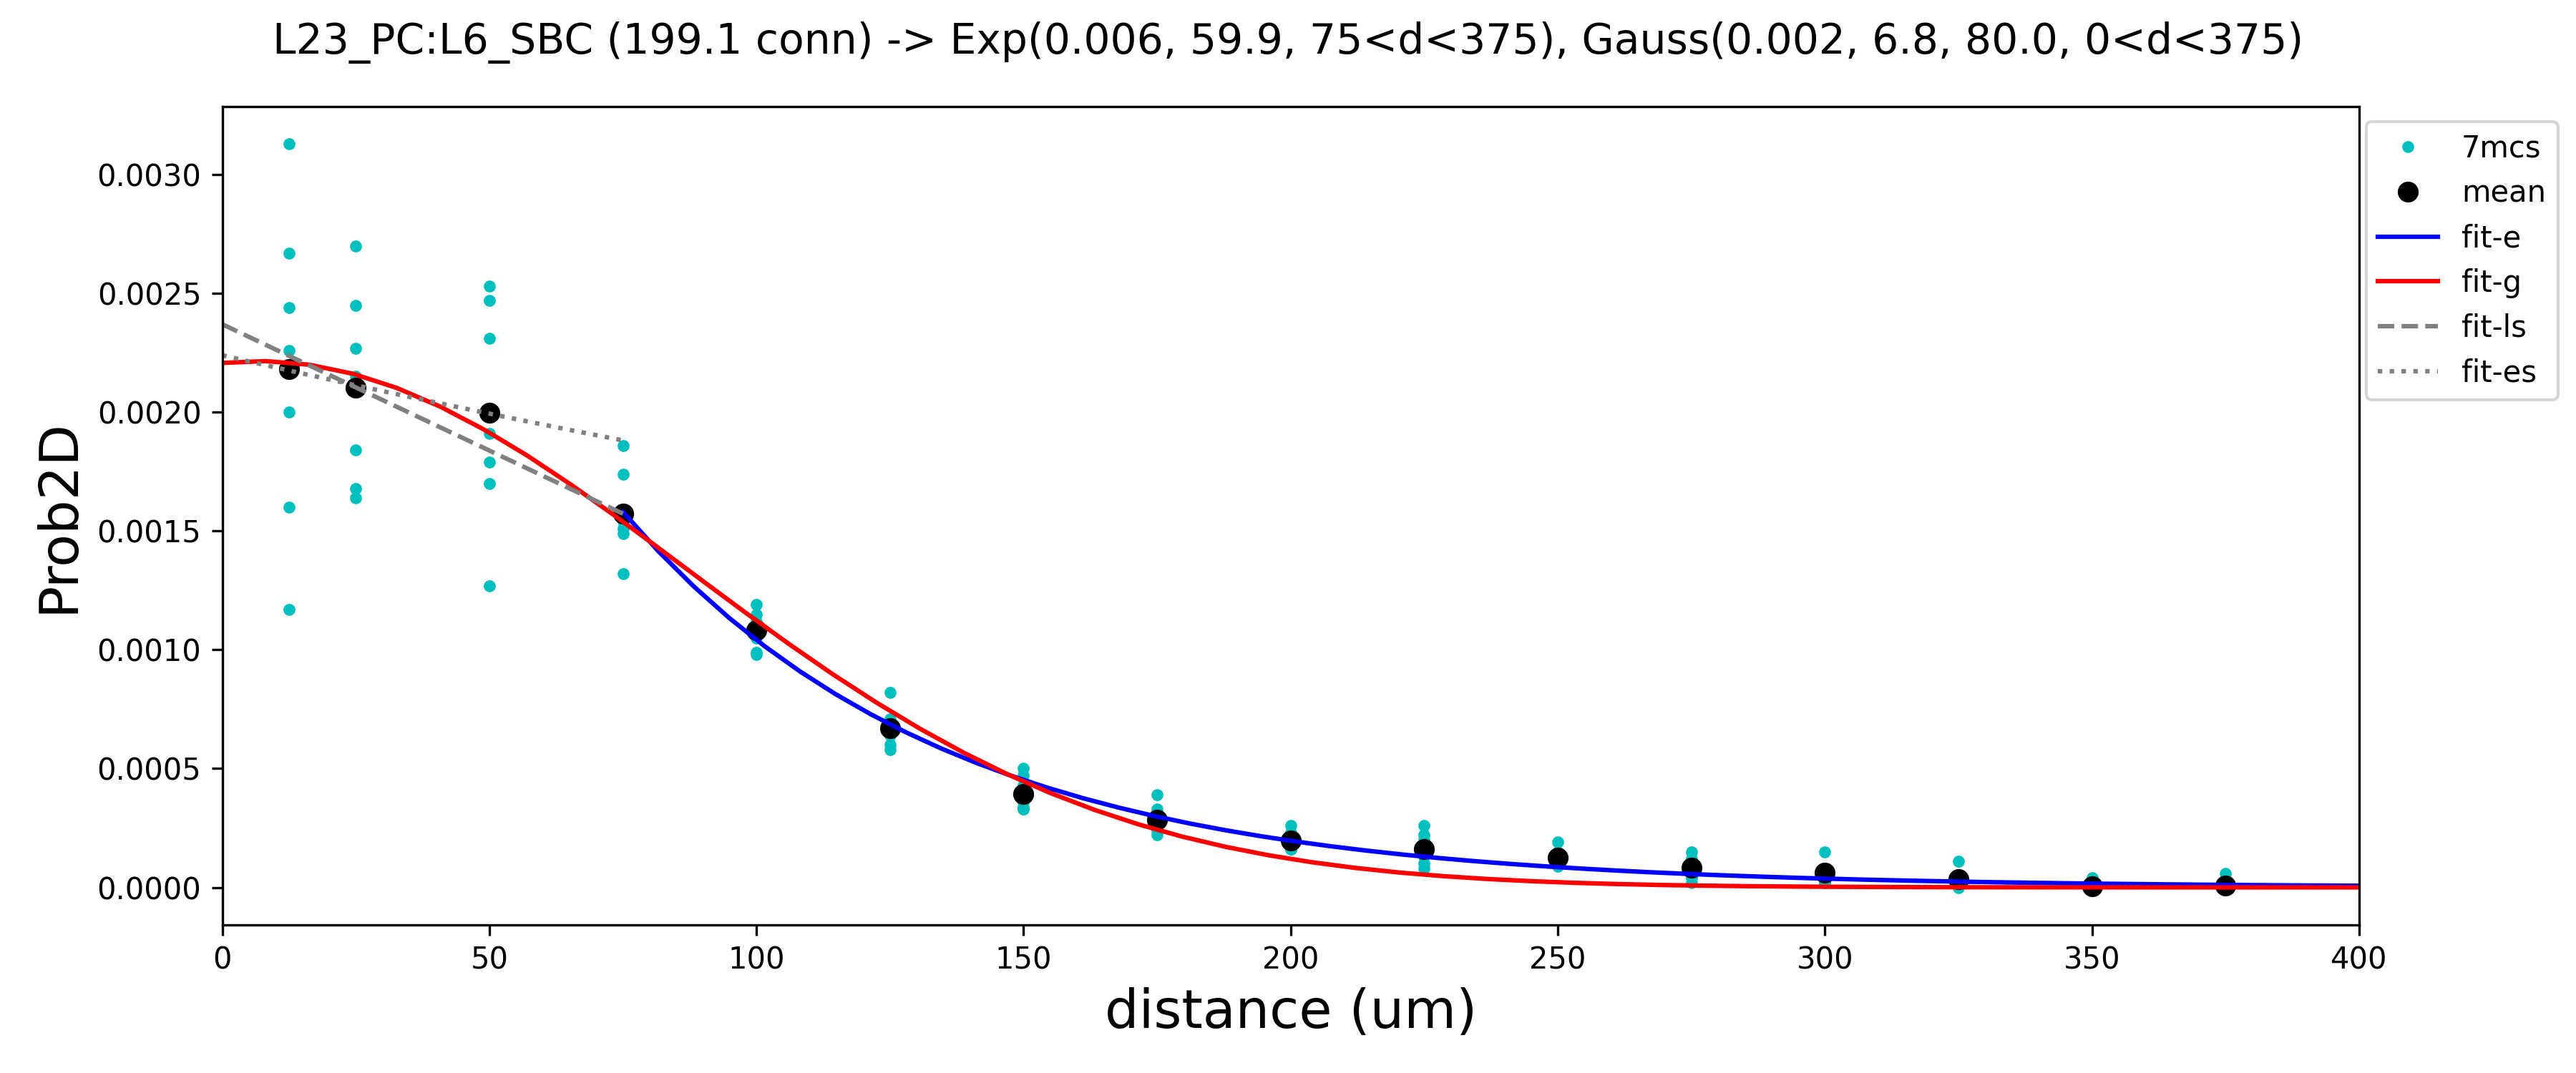 L23_PC:L6_SBC (199.1 conn) -> Exp(0.006, 59.9, 75<d<375), Gauss(0.002, 6.8, 80.0, 0<d<375)
7mcs
mean
fit-e
fit-g
fit-ls
fit-es
Prob2D
0.0030
0.0025
0.0020
0.0015
0.0010
0.0005
0.0000
0 50 100 150 200 250 300 350 400
distance (um)